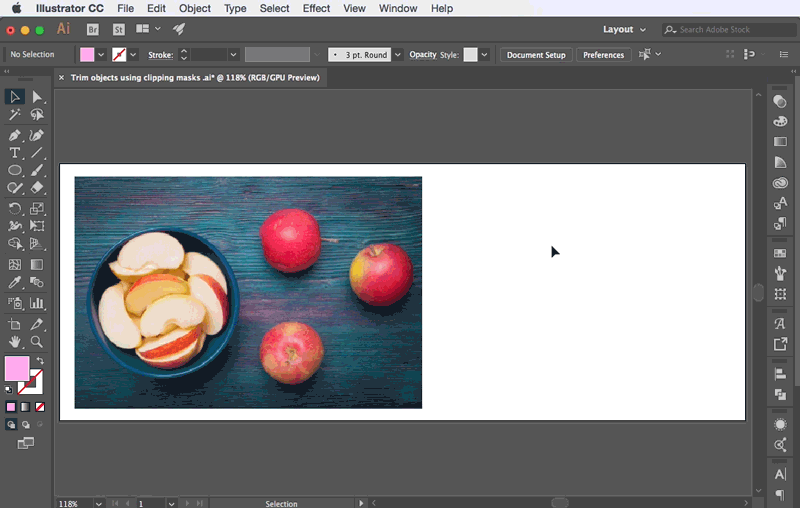 Illustrator CC File Edit Object Type Select Effect View Window Help
Ai Br St Layout Search Adobe Stock
No Selection Stroke: 3 pt. Round Opacity Style: Document Setup Preferences
× Trim objects using clipping masks .ai* @ 118% (RGB/GPU Preview)
T
A
A|
118% 1 Selection